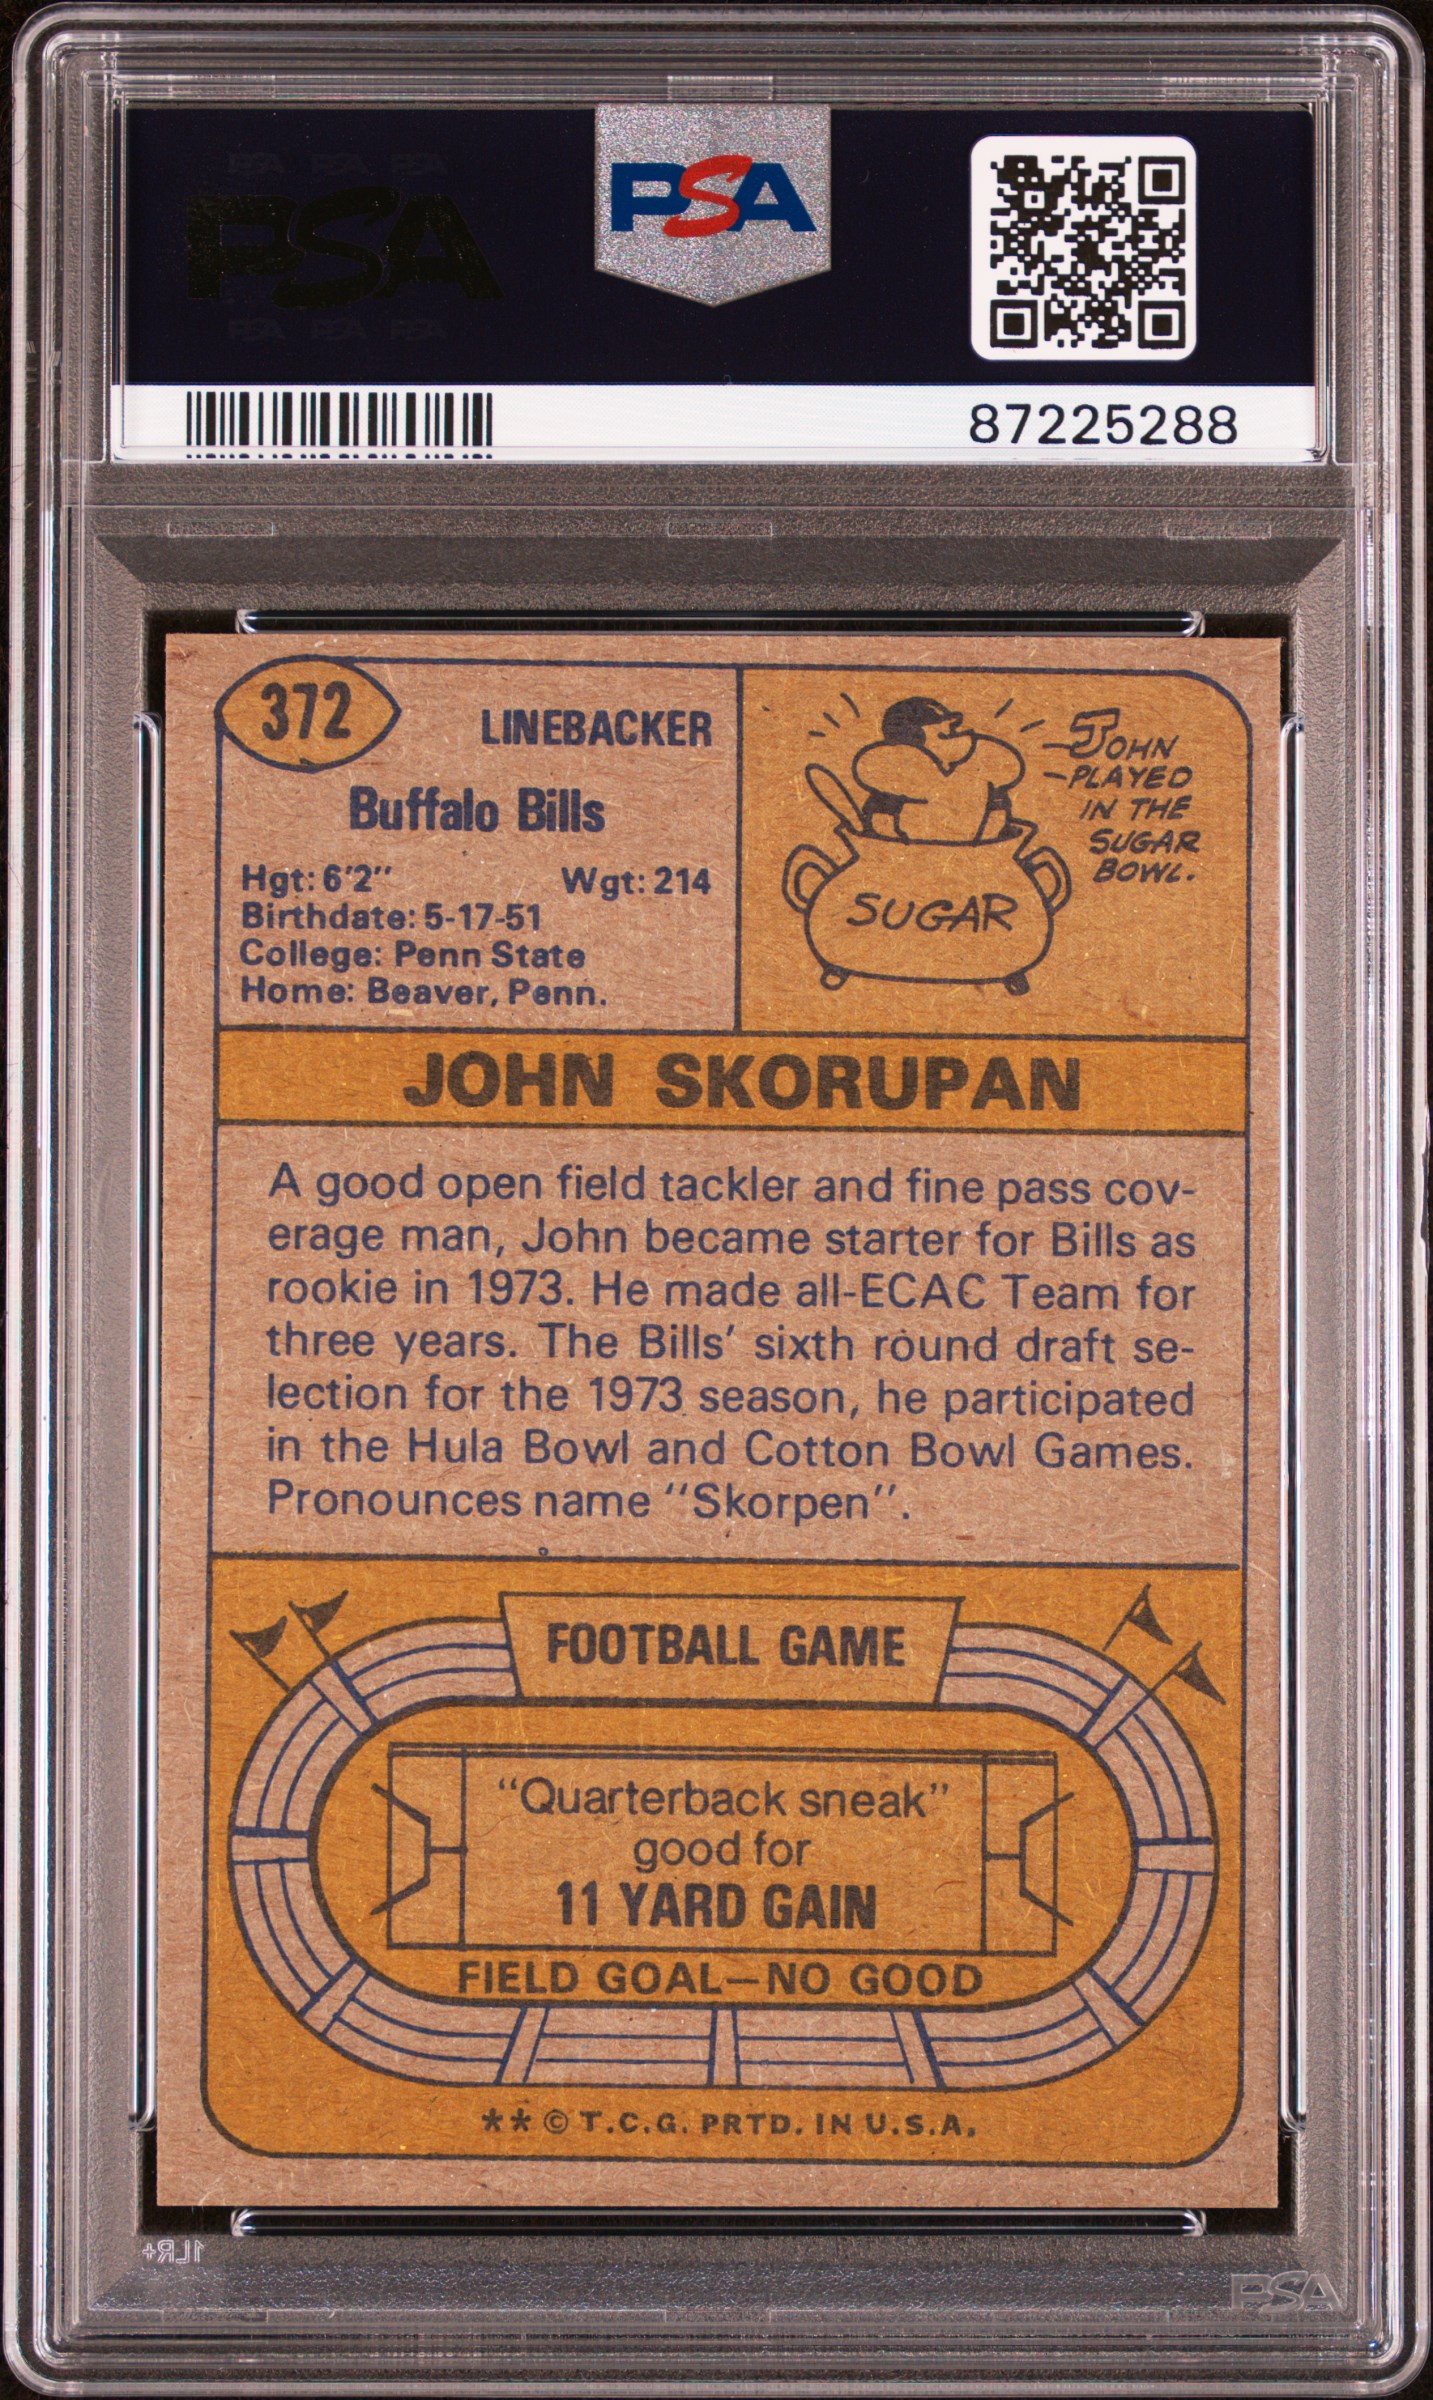 PSA
PSA
87225288
372
LINEBACKER
Buffalo Bills
Hgt: 6'2" Wgt: 214
Birthdate: 5-17-51
College: Penn State
Home: Beaver, Penn.
JOHN
PLAYED
IN THE
SUGAR
BOWL.
SUGAR
JOHN SKORUPAN
A good open field tackler and fine pass cov-
erage man, John became starter for Bills as
rookie in 1973. He made all-ECAC Team for
three years. The Bills' sixth round draft se-
lection for the 1973 season, he participated
in the Hula Bowl and Cotton Bowl Games.
Pronounces name "Skorpen".
FOOTBALL GAME
"Quarterback sneak"
good for
11 YARD GAIN
FIELD GOAL—NO GOOD
** © T.C.G. PRTD. IN U.S.A.
1LR+
PSA